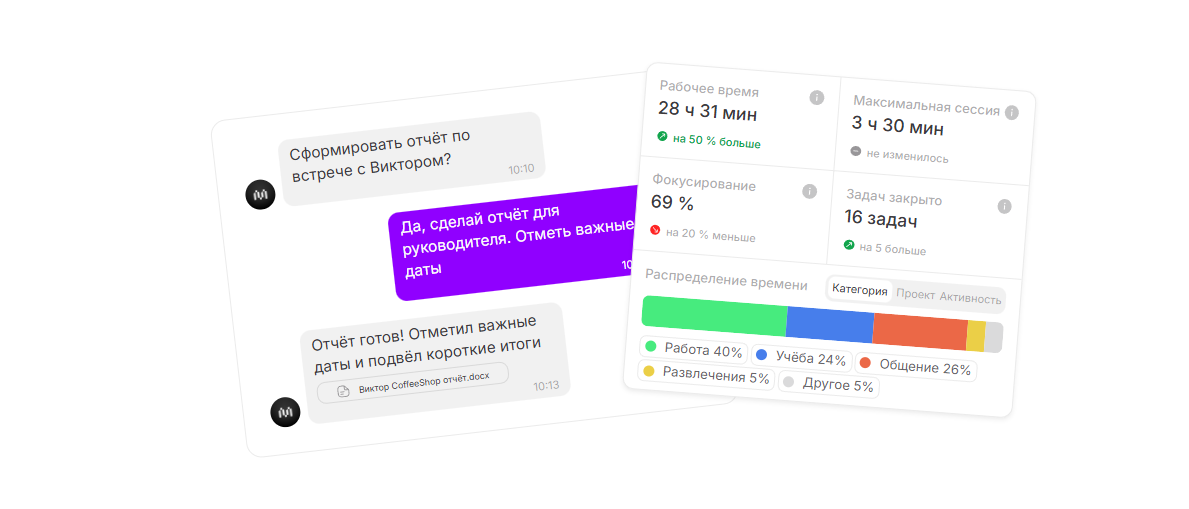 Сформировать отчёт по
встрече с Виктором?
10:10
Да, сделай отчёт для
руководителя. Отметь важные
даты
Отчёт готов! Отметил важные
даты и подвёл короткие итоги
Виктор CoffeeShop отчёт.docx
10:13
Рабочее время
28 ч 31 мин
на 50 % больше
Максимальная сессия
3 ч 30 мин
не изменилось
Фокусирование
69 %
на 20 % меньше
Задач закрыто
16 задач
на 5 больше
Распределение времени
Категория Проект Активность
Работа 40% Учёба 24% Общение 26%
Развлечения 5% Другое 5%